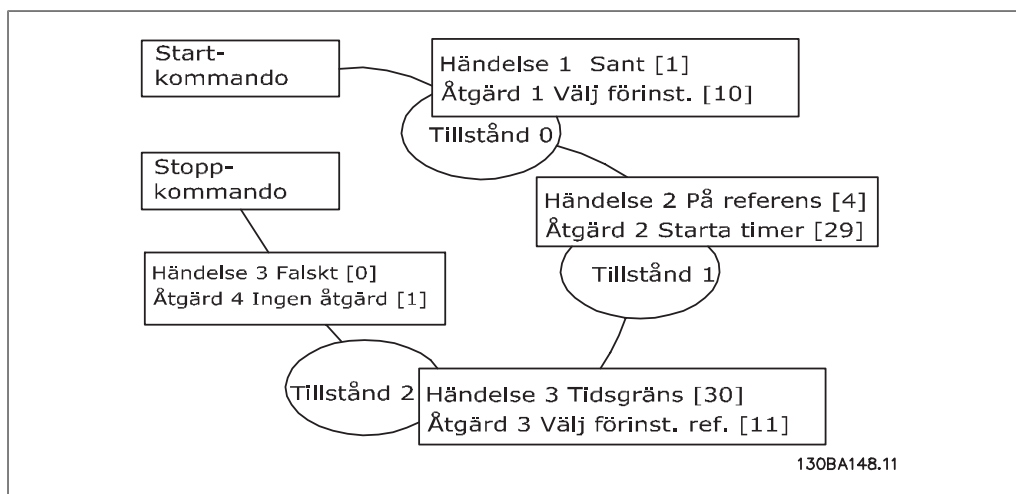 Start-
kommando
Händelse 1 Sant [1]
Åtgärd 1 Välj förinst. [10]
Tillstånd 0
Stopp-
kommando
Händelse 2 På referens [4]
Åtgärd 2 Starta timer [29]
Tillstånd 1
Händelse 3 Falskt [0]
Åtgärd 4 Ingen åtgärd [1]
Tillstånd 2
Händelse 3 Tidsgräns [30]
Åtgärd 3 Välj förinst. ref. [11]
130BA148.11